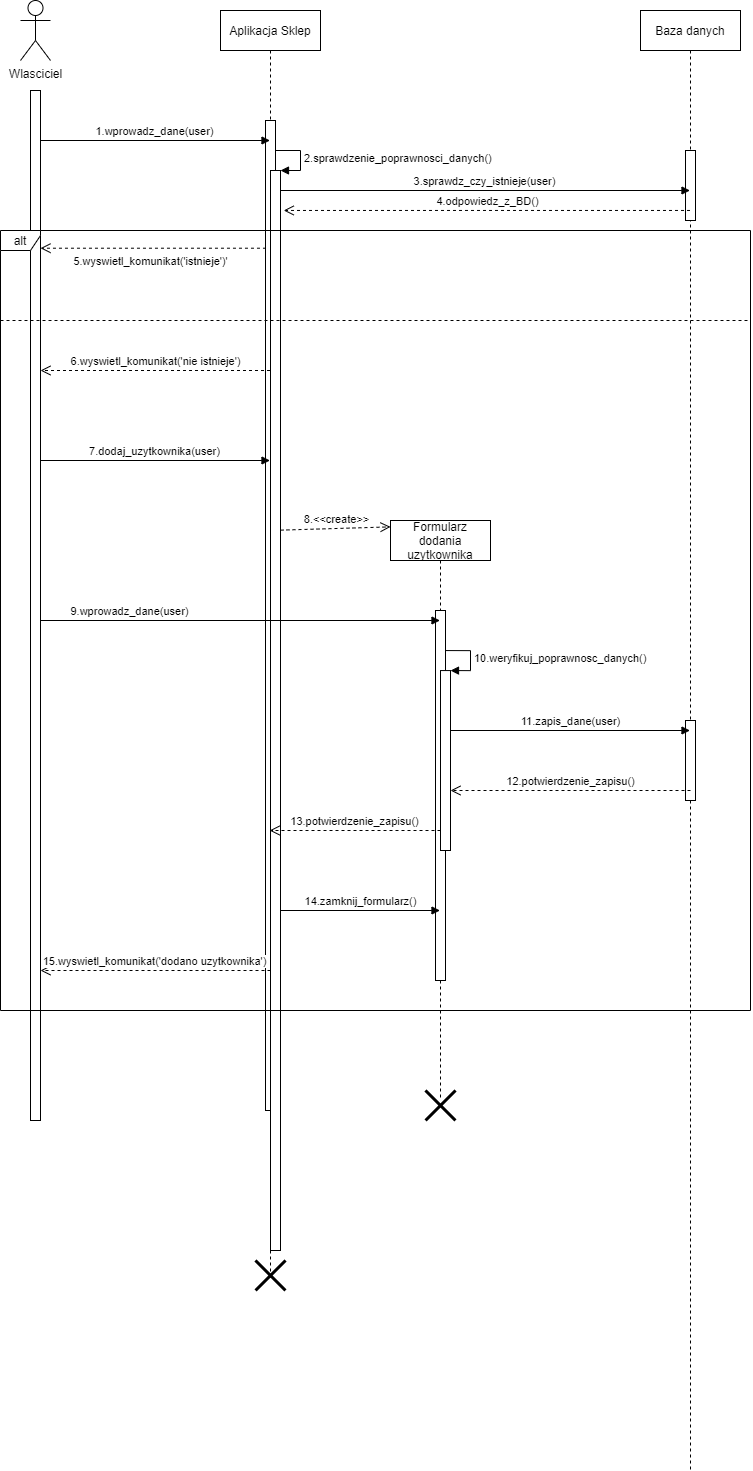 Aplikacja Sklep
Baza danych
Wlasciciel
1.wprowadz_dane(user)
2.sprawdzenie_poprawnosci_danych()
3.sprawdz_czy_istnieje(user)
4.odpowiedz_z_BD()
alt
5.wyswietl_komunikat('istnieje')'
6.wyswietl_komunikat('nie istnieje')
7.dodaj_uzytkownika(user)
8.<<create>>
Formularz
dodania
uzytkownika
9.wprowadz_dane(user)
10.weryfikuj_poprawnosc_danych()
11.zapis_dane(user)
12.potwierdzenie_zapisu()
13.potwierdzenie_zapisu()
14.zamknij_formularz()
15.wyswietl_komunikat('dodano uzytkownika')